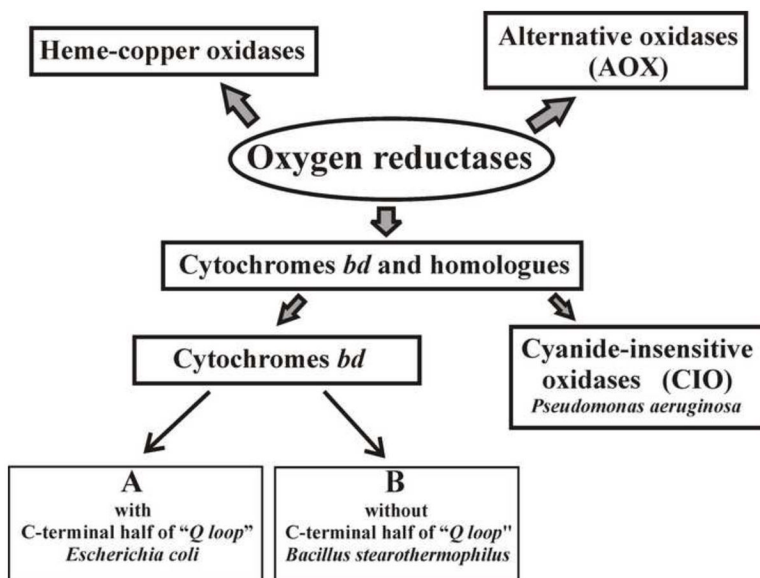 Heme-copper oxidases
Alternative oxidases
(AOX)
Oxygen reductases
Cytochromes bd and homologues
Cytochromes bd
Cyanide-insensitive
oxidases (CIO)
Pseudomonas aeruginosa
A
with
C-terminal half of “Q loop”
Escherichia coli
B
without
C-terminal half of “Q loop"
Bacillus stearothermophilus